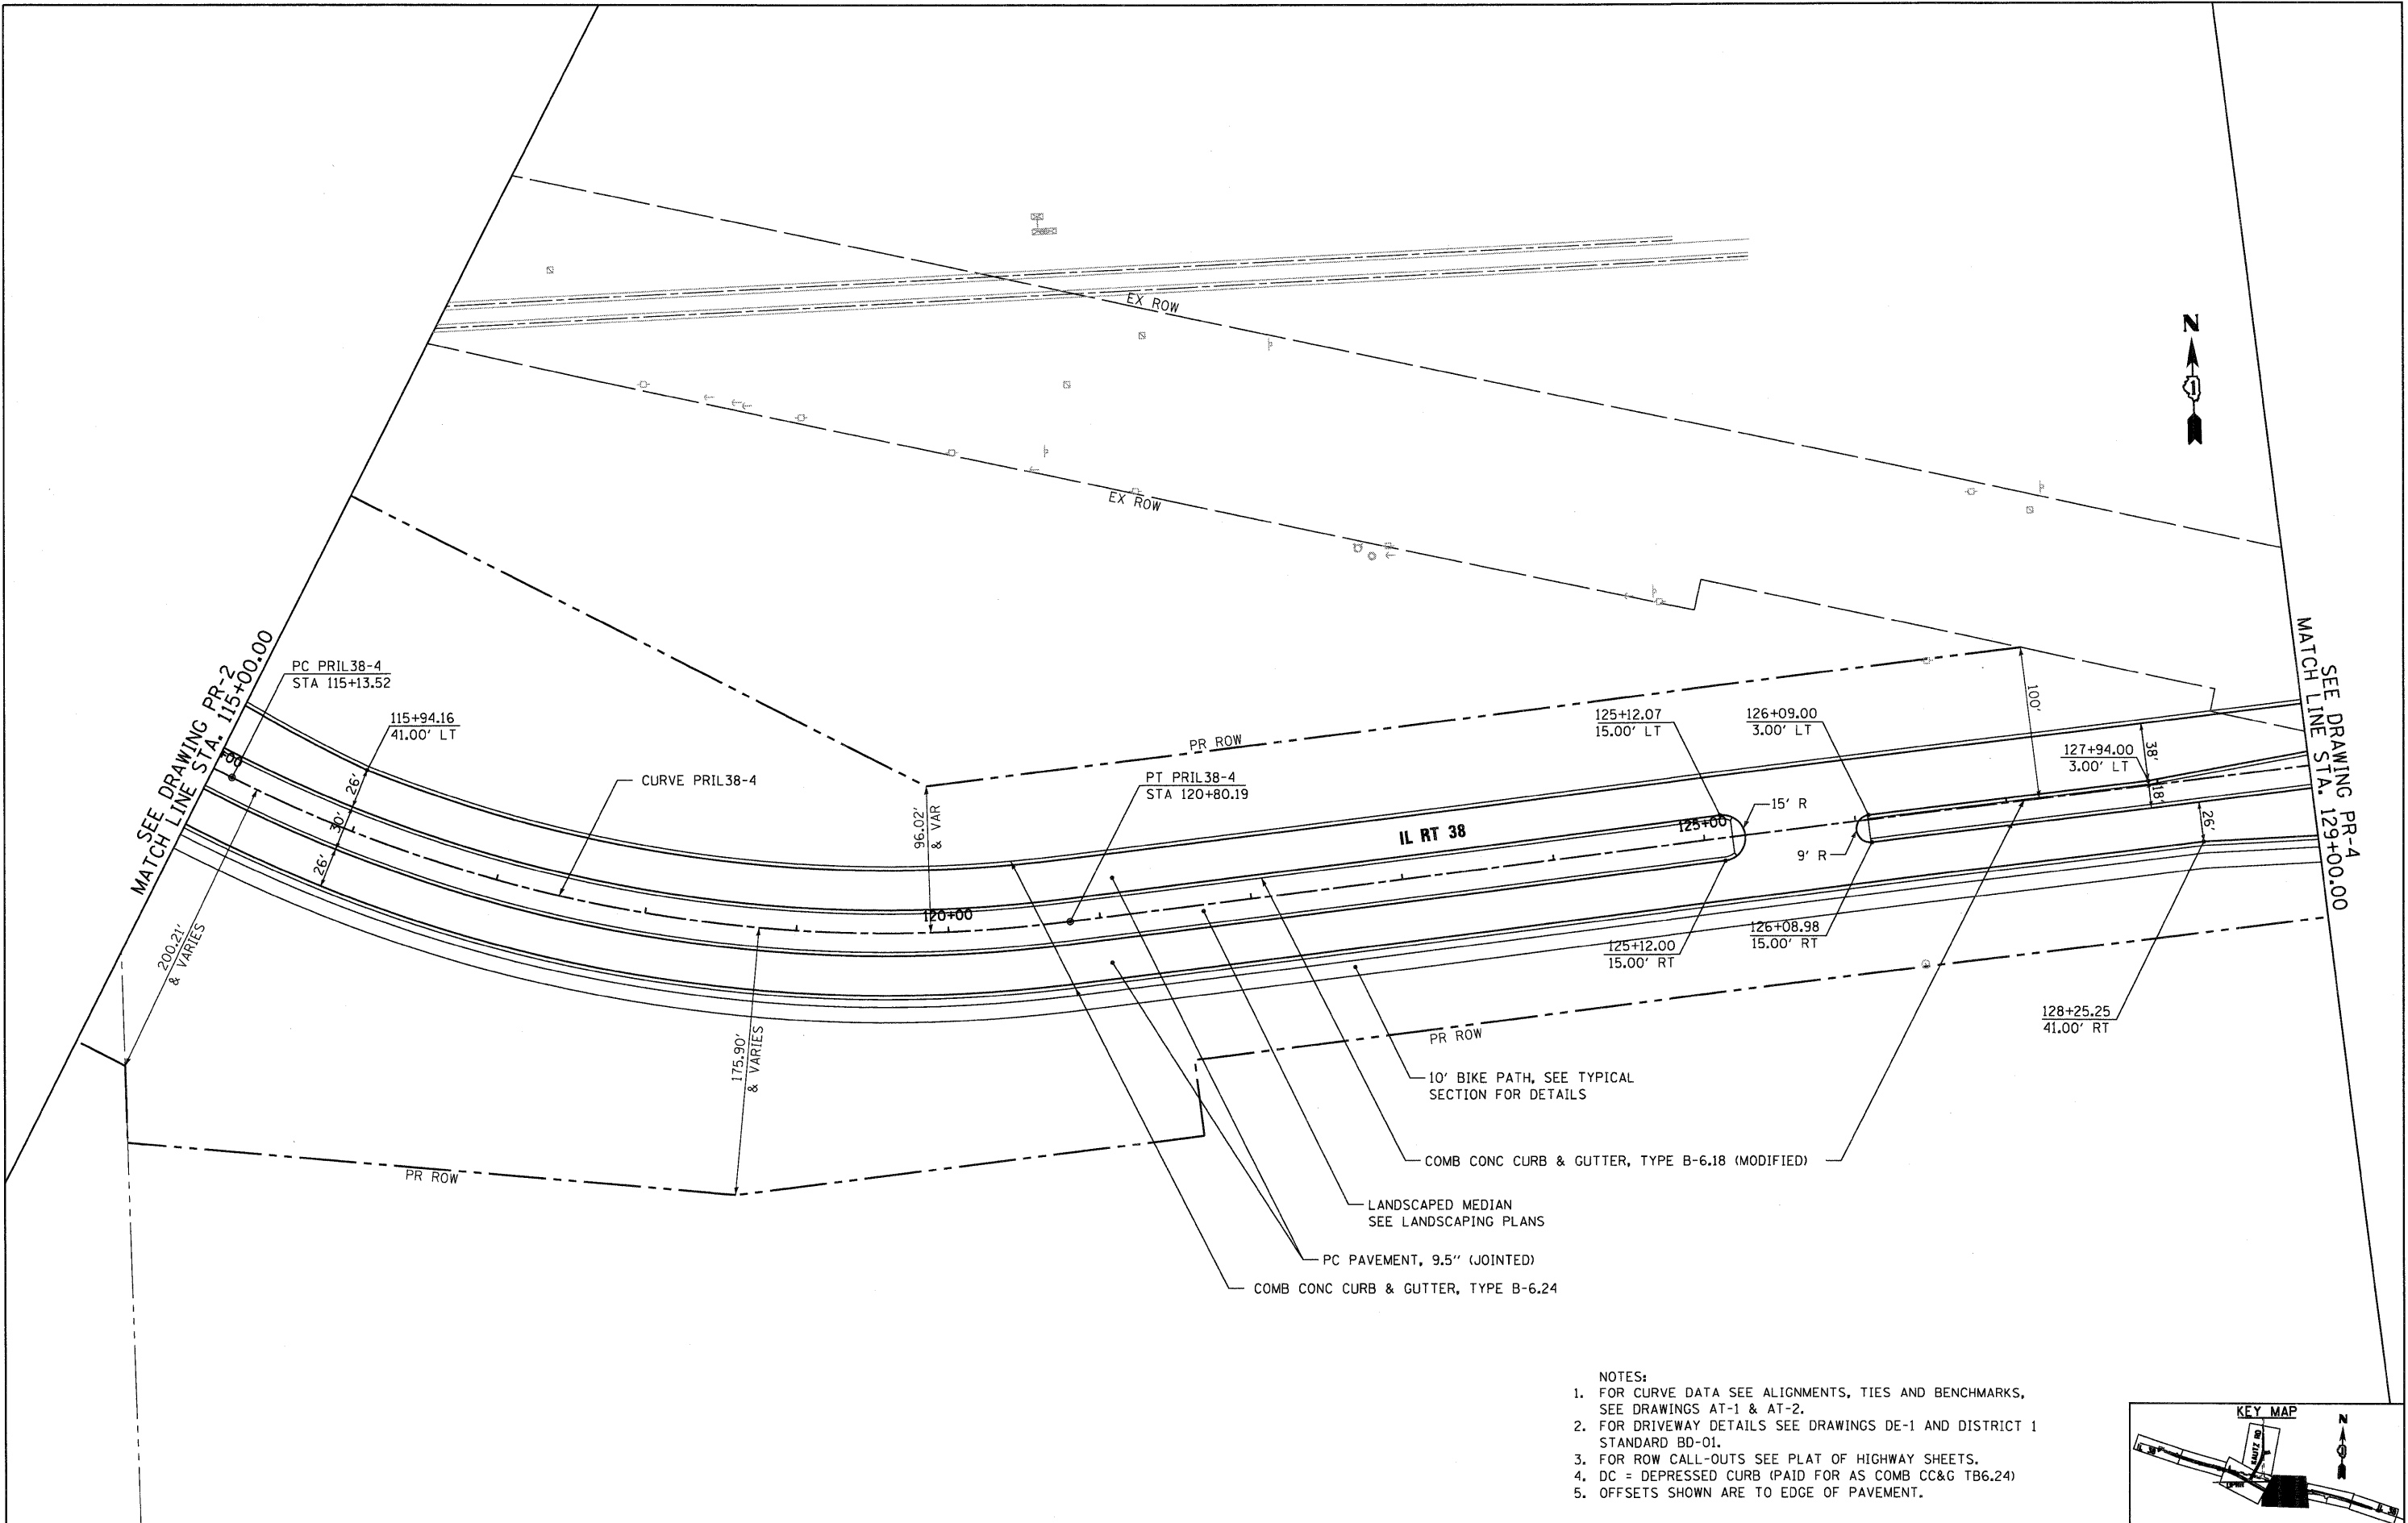 EX ROW
EX ROW
N
1
SEE DRAWING PR-2
MATCH LINE STA. 115+00.00
PC PRIL38-4
STA 115+13.52
115+94.16
41.00' LT
26'
30'
26'
CURVE PRIL38-4
200.21'
& VARIES
175.90'
& VARIES
96.02'
& VAR
120+00
PT PRIL38-4
STA 120+80.19
PR ROW
IL RT 38
125+12.07
15.00' LT
125+00
15' R
126+09.00
3.00' LT
9' R
100'
127+94.00
3.00' LT
38'
18'
26'
SEE DRAWING PR-4
MATCH LINE STA. 129+00.00
125+12.00
15.00' RT
126+08.98
15.00' RT
128+25.25
41.00' RT
PR ROW
PR ROW
10' BIKE PATH, SEE TYPICAL
SECTION FOR DETAILS
COMB CONC CURB & GUTTER, TYPE B-6.18 (MODIFIED)
LANDSCAPED MEDIAN
SEE LANDSCAPING PLANS
PC PAVEMENT, 9.5'' (JOINTED)
COMB CONC CURB & GUTTER, TYPE B-6.24
NOTES:
1. FOR CURVE DATA SEE ALIGNMENTS, TIES AND BENCHMARKS,
SEE DRAWINGS AT-1 & AT-2.
2. FOR DRIVEWAY DETAILS SEE DRAWINGS DE-1 AND DISTRICT 1
STANDARD BD-01.
3. FOR ROW CALL-OUTS SEE PLAT OF HIGHWAY SHEETS.
4. DC = DEPRESSED CURB (PAID FOR AS COMB CC&G TB6.24)
5. OFFSETS SHOWN ARE TO EDGE OF PAVEMENT.
KEY MAP
N
IL 38
KAUTZ RD
UPRR
IL 38